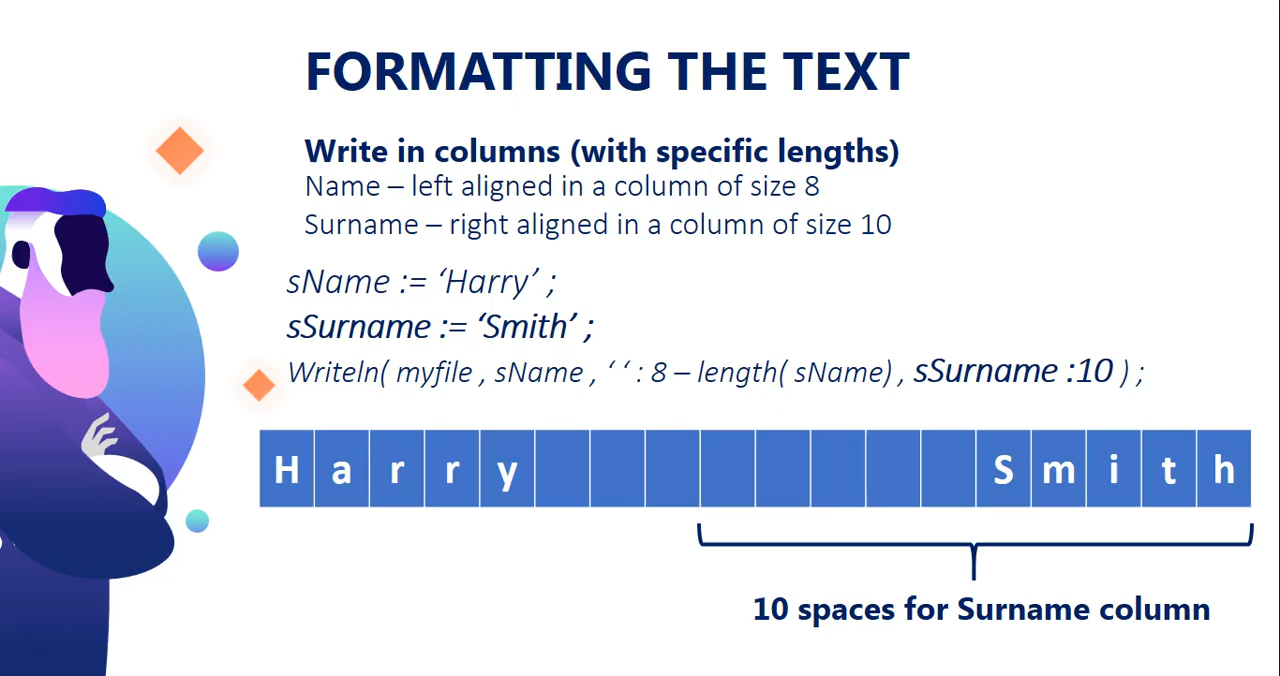 FORMATTING THE TEXT
Write in columns (with specific lengths)
Name – left aligned in a column of size 8
Surname – right aligned in a column of size 10
sName := ‘Harry’ ;
sSurname := ‘Smith’ ;
Writeln( myfile , sName , ‘ ‘ : 8 – length( sName) , sSurname :10 ) ;
H a r r y S m i t h
10 spaces for Surname column